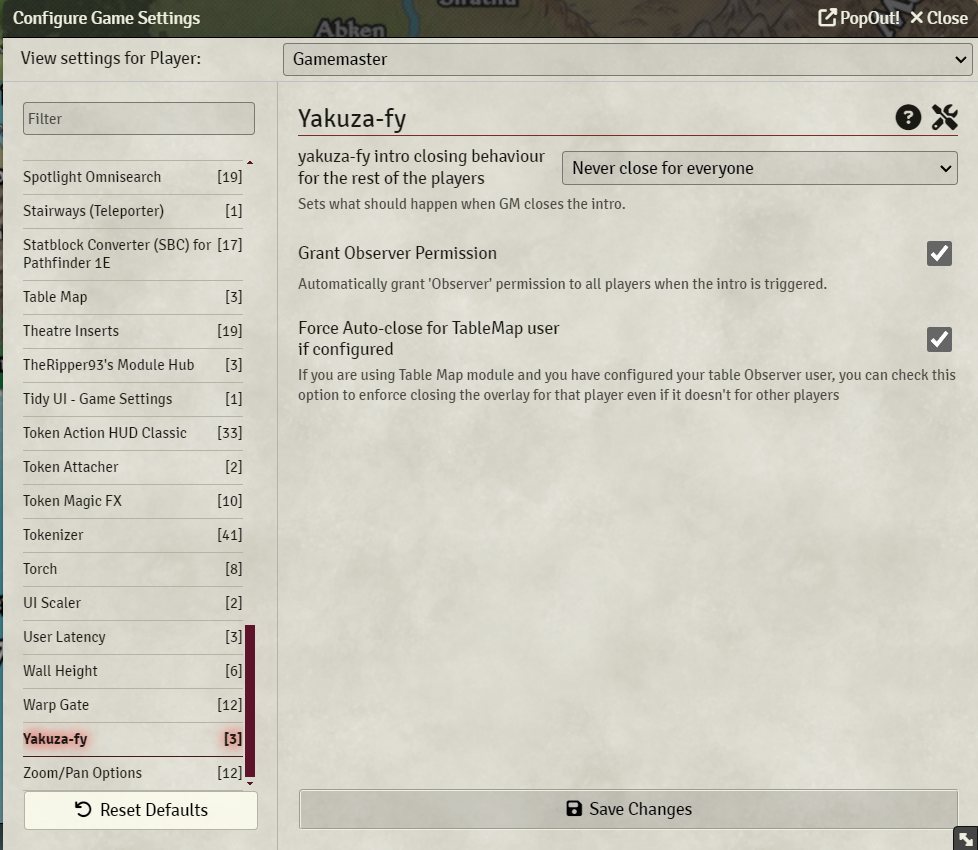 Configure Game Settings
PopOut!
Close
Abken
View settings for Player:
Gamemaster
Filter
Spotlight Omnisearch [19]
Stairways (Teleporter) [1]
Statblock Converter (SBC) for [17]
Pathfinder 1E
Table Map [3]
Theatre Inserts [19]
TheRipper93's Module Hub [3]
Tidy UI - Game Settings [1]
Token Action HUD Classic [33]
Token Attacher [2]
Token Magic FX [10]
Tokenizer [41]
Torch [8]
UI Scaler [2]
User Latency [3]
Wall Height [6]
Warp Gate [12]
Yakuza-fy [3]
Zoom/Pan Options [12]
Reset Defaults
Yakuza-fy
?
yakuza-fy intro closing behaviour
for the rest of the players
Never close for everyone
Sets what should happen when GM closes the intro.
Grant Observer Permission
Automatically grant 'Observer' permission to all players when the intro is triggered.
Force Auto-close for TableMap user
if configured
If you are using Table Map module and you have configured your table Observer user, you can check this
option to enforce closing the overlay for that player even if it doesn't for other players
Save Changes